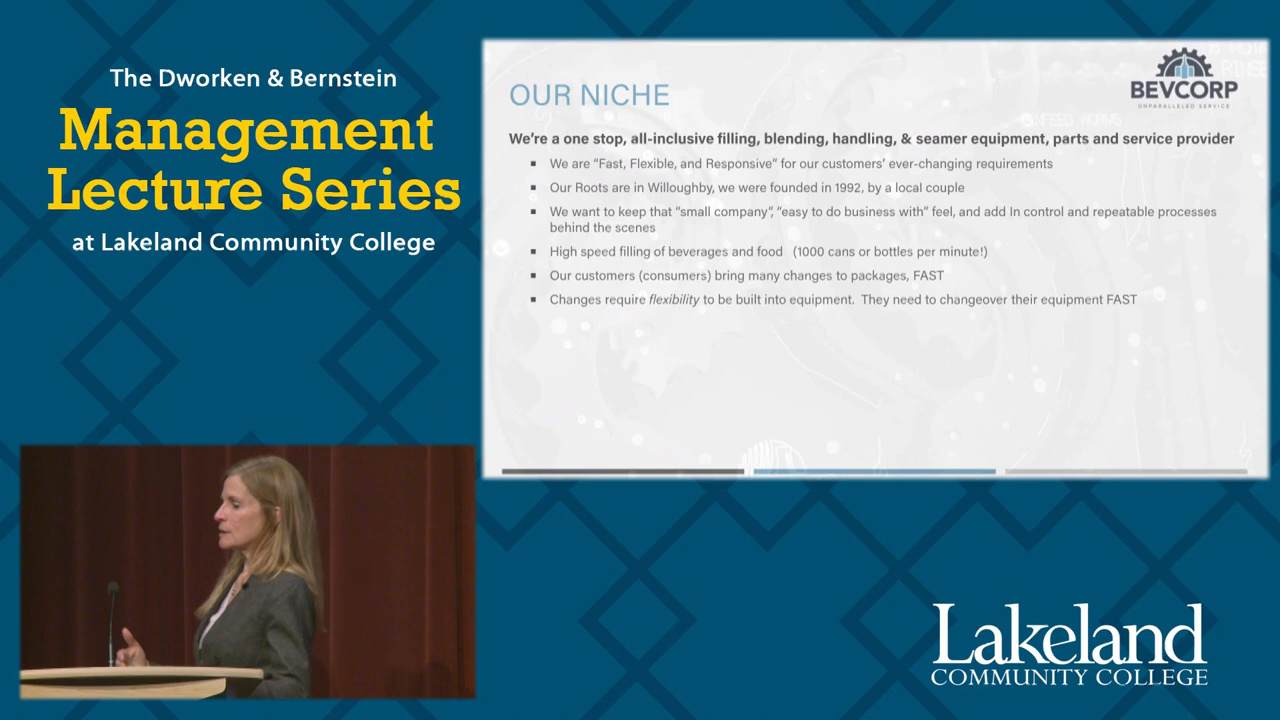 The Dworken & Bernstein
Management
Lecture Series
at Lakeland Community College
BEVCORP
UNPARALLELED SERVICE
OUR NICHE
We're a one stop, all-inclusive filling, blending, handling, & seamer equipment, parts and service provider
▪ We are “Fast, Flexible, and Responsive” for our customers’ ever-changing requirements
▪ Our Roots are in Willoughby, we were founded in 1992, by a local couple
▪ We want to keep that “small company”, “easy to do business with” feel, and add In control and repeatable processes
behind the scenes
▪ High speed filling of beverages and food (1000 cans or bottles per minute!)
▪ Our customers (consumers) bring many changes to packages, FAST
▪ Changes require flexibility to be built into equipment. They need to changeover their equipment FAST
Lakeland
COMMUNITY COLLEGE